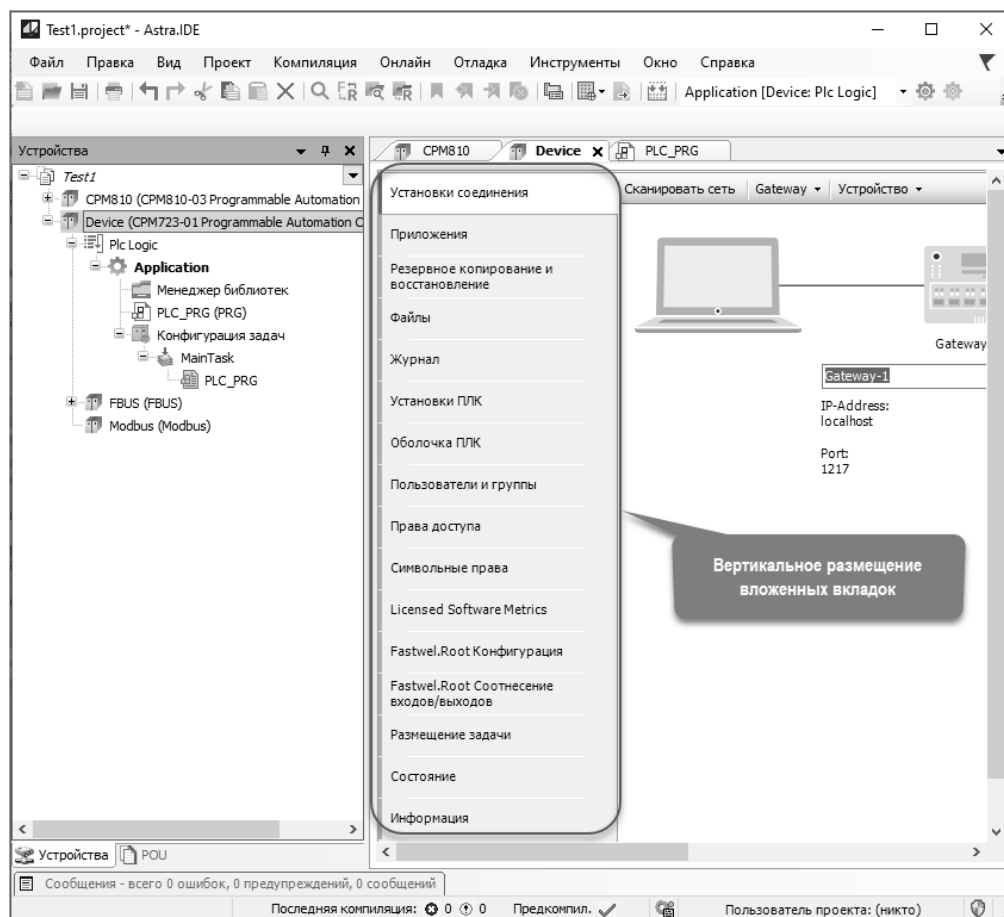 Test1.project* - Astra.IDE
Файл Правка Вид Проект Компиляция Онлайн Отладка Инструменты Окно Справка
Application [Device: Plc Logic]
Устройства
Test1
CPM810 (CPM810-03 Programmable Automation
Device (CPM723-01 Programmable Automation C
Plc Logic
Application
Менеджер библиотек
PLC_PRG (PRG)
Конфигурация задач
MainTask
PLC_PRG
FBUS (FBUS)
Modbus (Modbus)
Устройства POU
CPM810 Device PLC_PRG
Установки соединения
Приложения
Резервное копирование и
восстановление
Файлы
Журнал
Установки ПЛК
Оболочка ПЛК
Пользователи и группы
Права доступа
Символьные права
Licensed Software Metrics
Fastwel.Root Конфигурация
Fastwel.Root Соотнесение
входов/выходов
Размещение задачи
Состояние
Информация
Сканировать сеть Gateway Устройство
Gateway
Gateway-1
IP-Address:
localhost
Port:
1217
Вертикальное размещение
вложенных вкладок
Сообщения - всего 0 ошибок, 0 предупреждений, 0 сообщений
Последняя компиляция: 0 0 Предкомпил. Пользователь проекта: (никто)